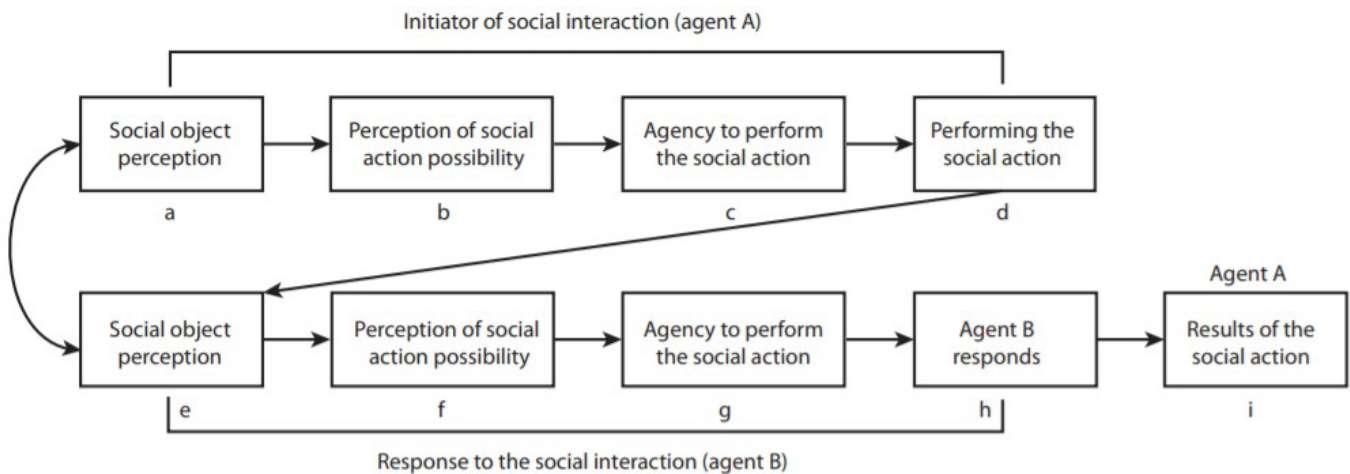 Initiator of social interaction (agent A)
Social object
perception
Perception of social
action possibility
Agency to perform
the social action
Performing the
social action
a
b
c
d
Agent A
Social object
perception
Perception of social
action possibility
Agency to perform
the social action
Agent B
responds
Results of the
social action
e
f
g
h
i
Response to the social interaction (agent B)